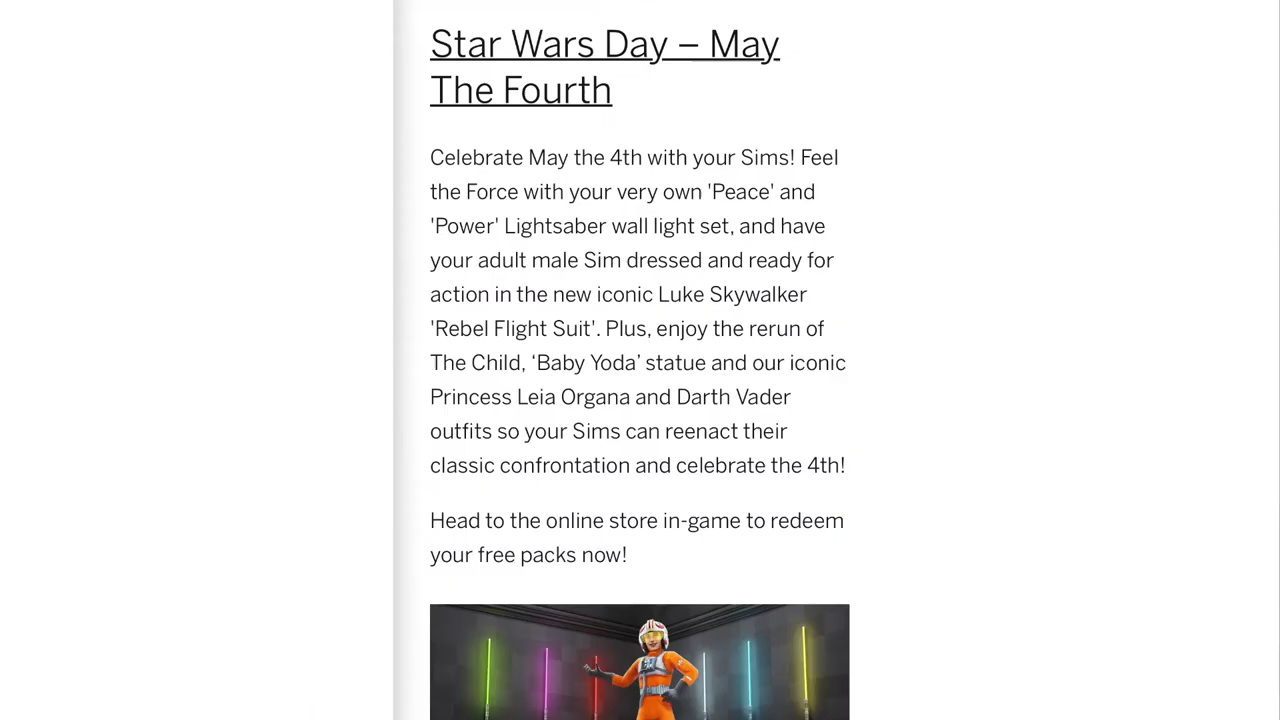 Star Wars Day – May
The Fourth
Celebrate May the 4th with your Sims! Feel
the Force with your very own 'Peace' and
'Power' Lightsaber wall light set, and have
your adult male Sim dressed and ready for
action in the new iconic Luke Skywalker
'Rebel Flight Suit'. Plus, enjoy the rerun of
The Child, ‘Baby Yoda’ statue and our iconic
Princess Leia Organa and Darth Vader
outfits so your Sims can reenact their
classic confrontation and celebrate the 4th!
Head to the online store in-game to redeem
your free packs now!